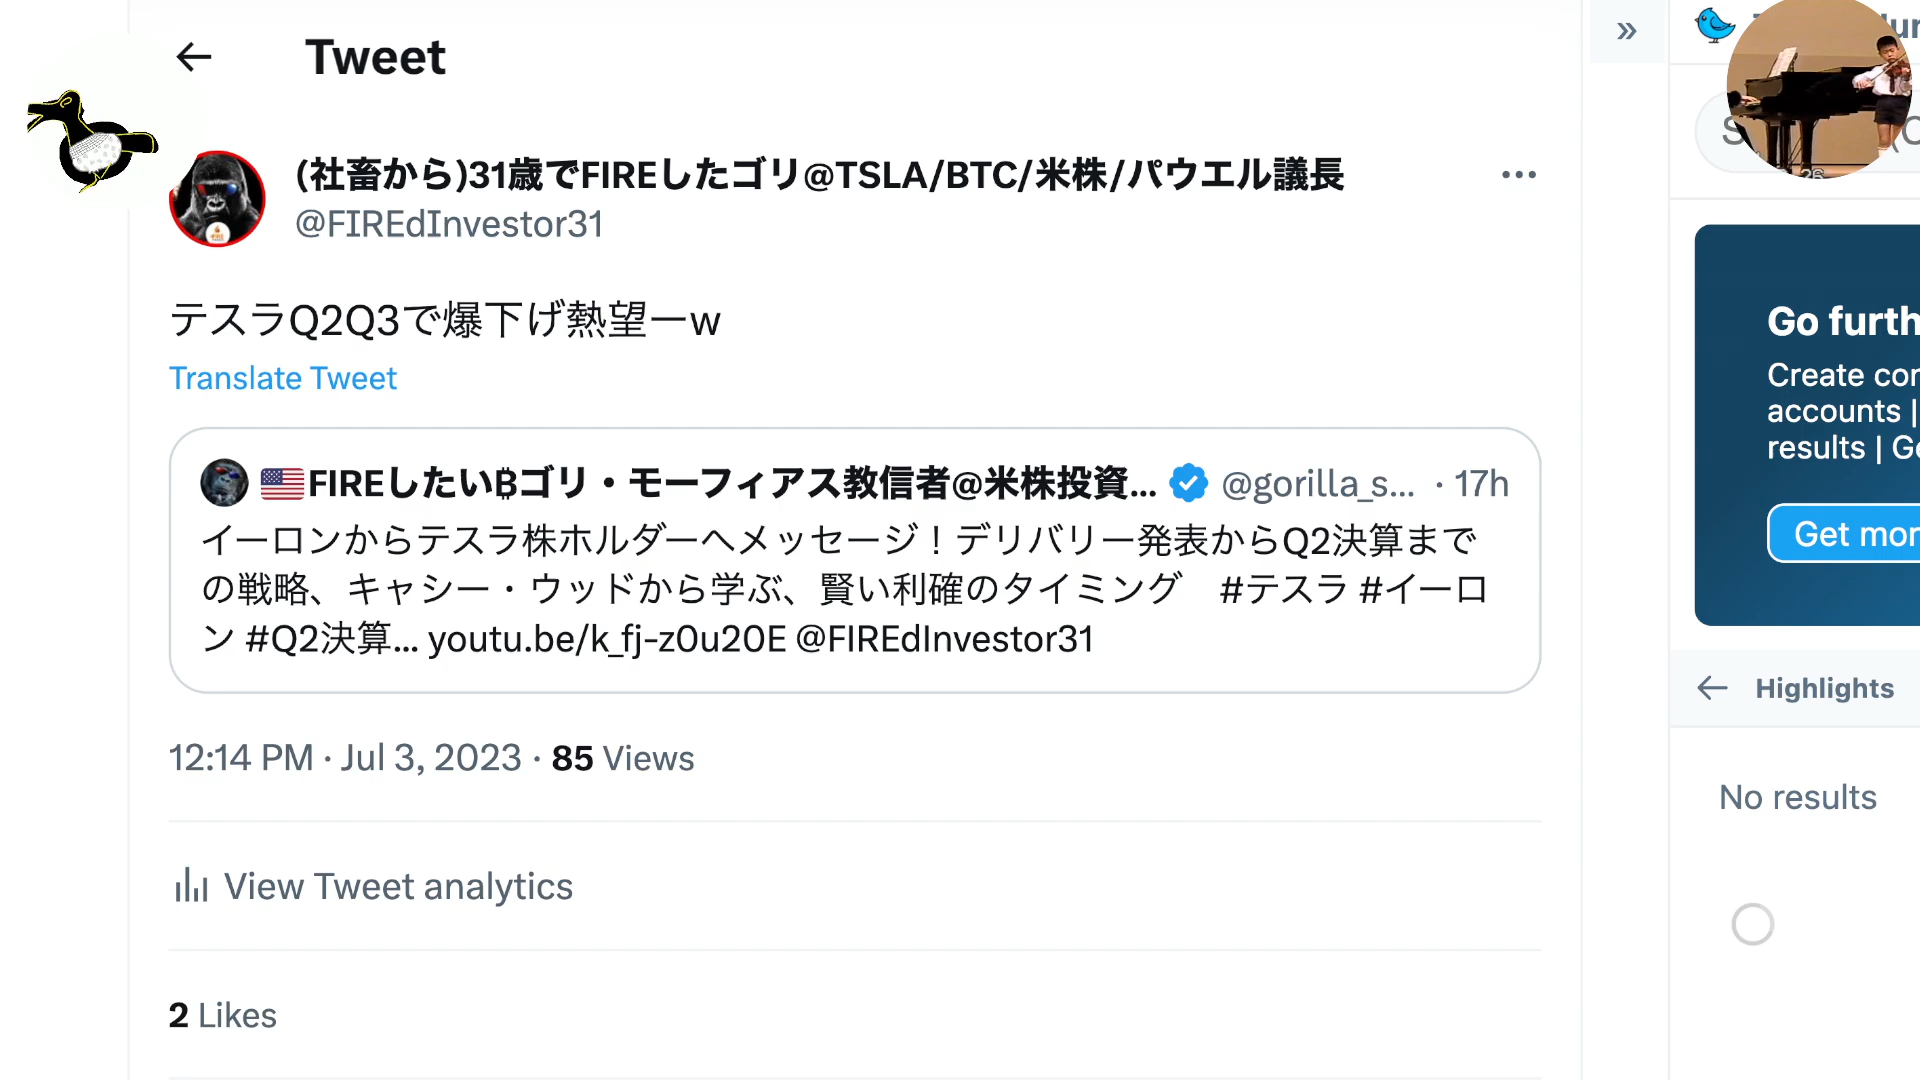 Tweet
(社畜から)31歳でFIREしたゴリ@TSLA/BTC/米株/パウエル議長
@FIREdInvestor31
テスラQ2Q3で爆下げ熱望ーw
Translate Tweet
FIREしたい₿ゴリ・モーフィアス教信者@米株投資... @gorilla_s... · 17h
イーロンからテスラ株ホルダーへメッセージ！デリバリー発表からQ2決算まで
の戦略、キャシー・ウッドから学ぶ、賢い利確のタイミング　#テスラ #イーロ
ン #Q2決算... youtu.be/k_fj-z0u20E @FIREdInvestor31
12:14 PM · Jul 3, 2023 · 85 Views
View Tweet analytics
2 Likes
»
Go furth
Create cor
accounts |
results | Ge
Get mor
Highlights
No results